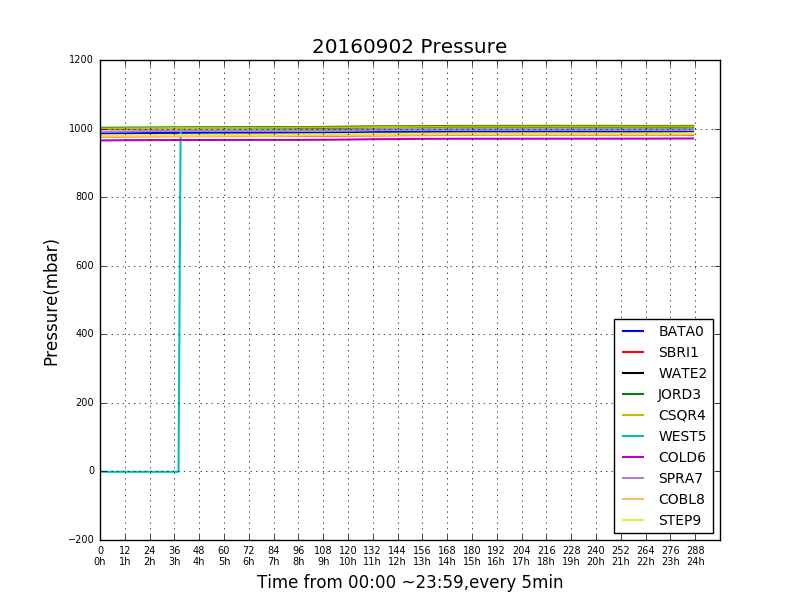 20160902 Pressure
1200
1000
800
600
400
200
0
−200
Pressure(mbar)
BATA0
SBRI1
WATE2
JORD3
CSQR4
WEST5
COLD6
SPRA7
COBL8
STEP9
0 12 24 36 48 60 72 84 96 108 120 132 144 156 168 180 192 204 216 228 240 252 264 276 288
0h 1h 2h 3h 4h 5h 6h 7h 8h 9h 10h 11h 12h 13h 14h 15h 16h 17h 18h 19h 20h 21h 22h 23h 24h
Time from 00:00 ~23:59,every 5min